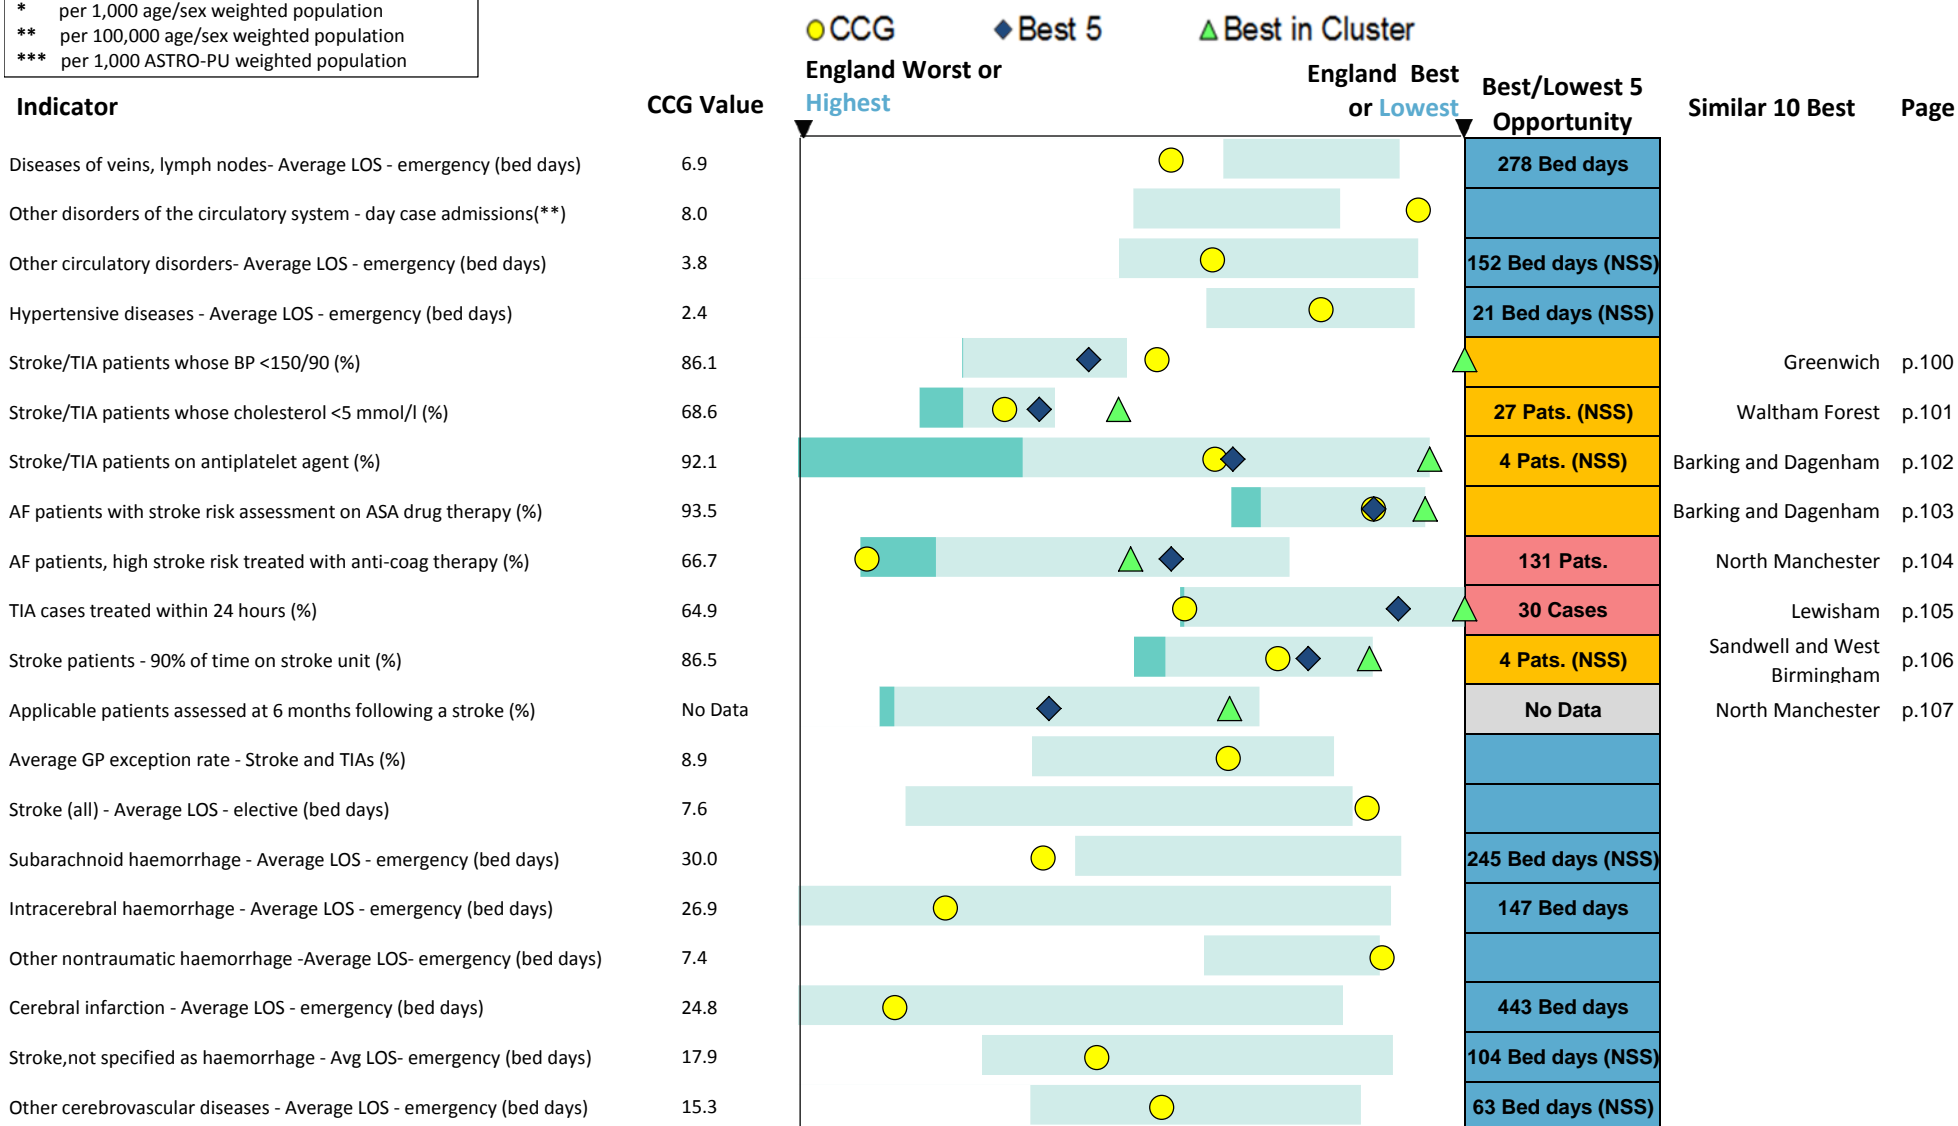 * per 1,000 age/sex weighted population
** per 100,000 age/sex weighted population
*** per 1,000 ASTRO-PU weighted population
CCG Best 5 Best in Cluster
England Worst or Highest
England Best or Lowest
Indicator CCG Value Best/Lowest 5 Opportunity Similar 10 Best Page
Diseases of veins, lymph nodes- Average LOS - emergency (bed days) 6.9 278 Bed days
Other disorders of the circulatory system - day case admissions(**) 8.0
Other circulatory disorders- Average LOS - emergency (bed days) 3.8 152 Bed days (NSS)
Hypertensive diseases - Average LOS - emergency (bed days) 2.4 21 Bed days (NSS)
Stroke/TIA patients whose BP <150/90 (%) 86.1 Greenwich p.100
Stroke/TIA patients whose cholesterol <5 mmol/l (%) 68.6 27 Pats. (NSS) Waltham Forest p.101
Stroke/TIA patients on antiplatelet agent (%) 92.1 4 Pats. (NSS) Barking and Dagenham p.102
AF patients with stroke risk assessment on ASA drug therapy (%) 93.5 Barking and Dagenham p.103
AF patients, high stroke risk treated with anti-coag therapy (%) 66.7 131 Pats. North Manchester p.104
TIA cases treated within 24 hours (%) 64.9 30 Cases Lewisham p.105
Stroke patients - 90% of time on stroke unit (%) 86.5 4 Pats. (NSS) Sandwell and West Birmingham p.106
Applicable patients assessed at 6 months following a stroke (%) No Data No Data North Manchester p.107
Average GP exception rate - Stroke and TIAs (%) 8.9
Stroke (all) - Average LOS - elective (bed days) 7.6
Subarachnoid haemorrhage - Average LOS - emergency (bed days) 30.0 245 Bed days (NSS)
Intracerebral haemorrhage - Average LOS - emergency (bed days) 26.9 147 Bed days
Other nontraumatic haemorrhage -Average LOS- emergency (bed days) 7.4
Cerebral infarction - Average LOS - emergency (bed days) 24.8 443 Bed days
Stroke,not specified as haemorrhage - Avg LOS- emergency (bed days) 17.9 104 Bed days (NSS)
Other cerebrovascular diseases - Average LOS - emergency (bed days) 15.3 63 Bed days (NSS)